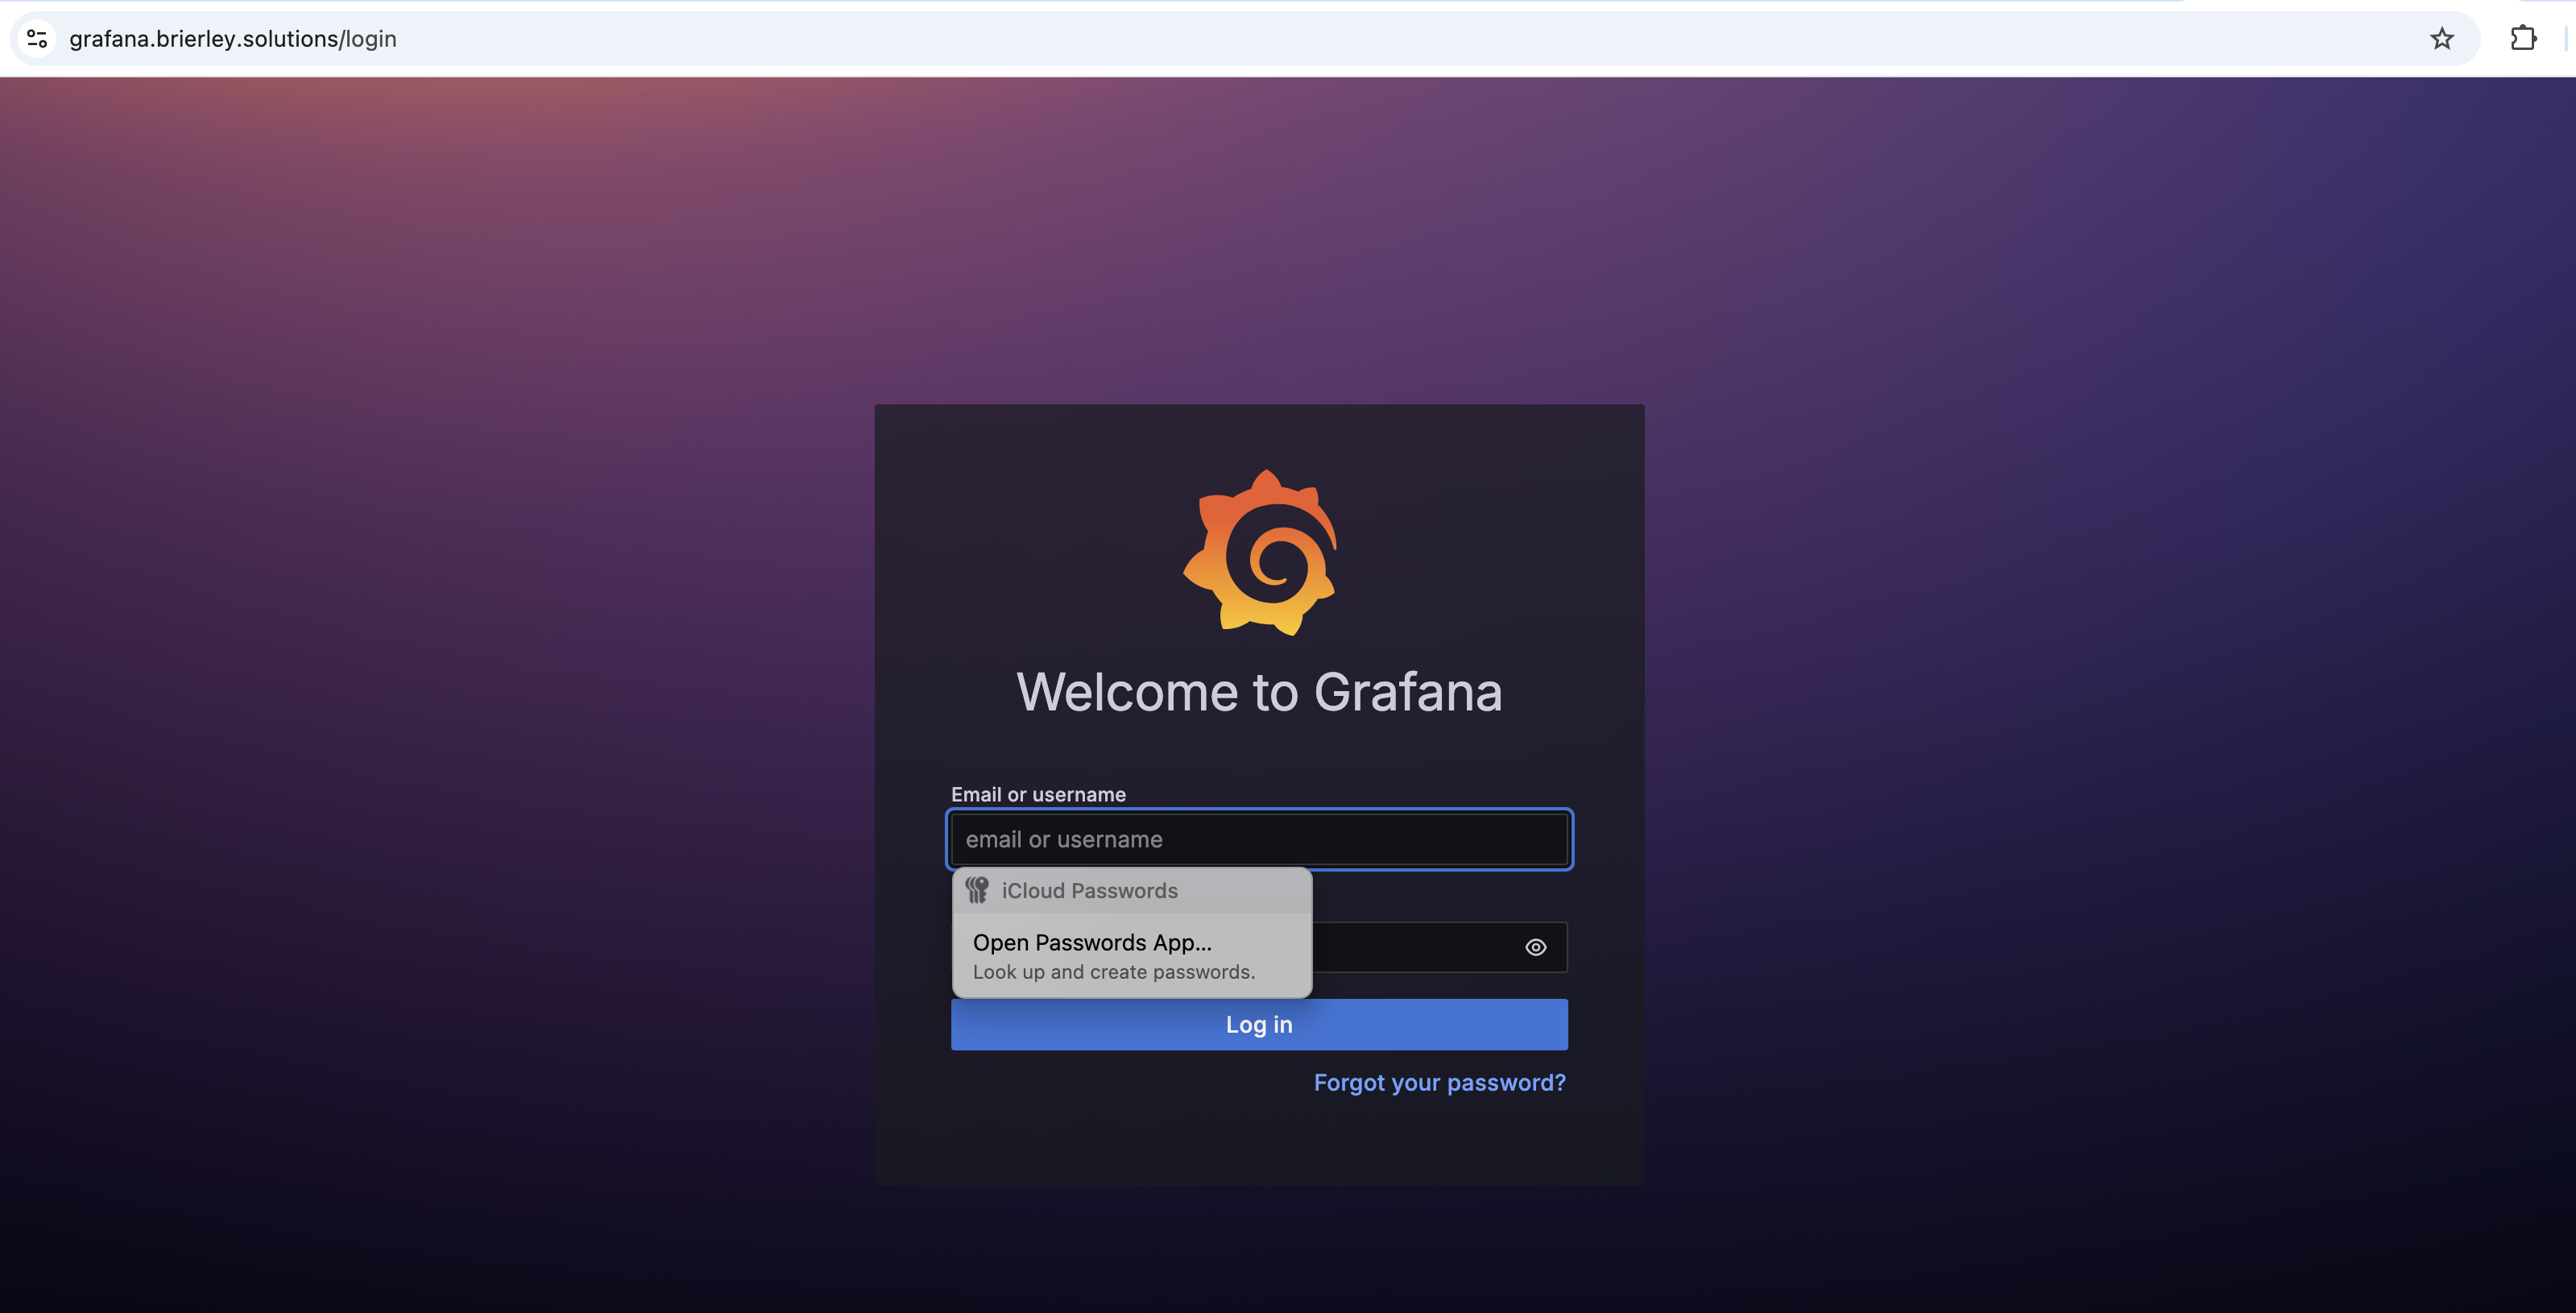 grafana.brierley.solutions/login
Welcome to Grafana
Email or username
email or username
iCloud Passwords
Open Passwords App...
Look up and create passwords.
Log in
Forgot your password?